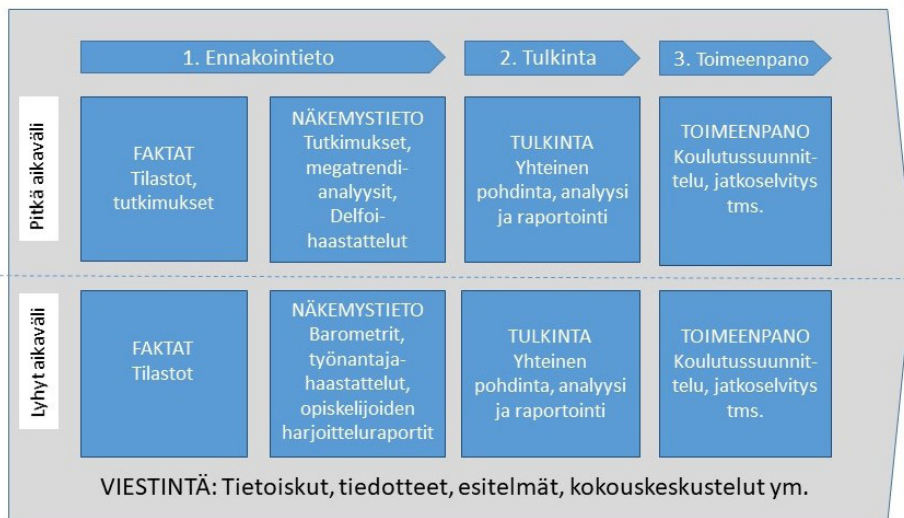 1. Ennakointieto
2. Tulkinta
3. Toimeenpano
Pitkä aikaväli
FAKTAT
Tilastot,
tutkimukset
NÄKEMYSTIETO
Tutkimukset,
megatrendi-
analyysit,
Delfoi-
haastattelut
TULKINTA
Yhteinen
pohdinta, analyysi
ja raportointi
TOIMEENPANO
Koulutussuunnit-
telu, jatkoselvitys
tms.
Lyhyt aikaväli
FAKTAT
Tilastot
NÄKEMYSTIETO
Barometrit,
työnantaja-
haastattelut,
opiskelijoiden
harjoitteluraportit
TULKINTA
Yhteinen
pohdinta, analyysi
ja raportointi
TOIMEENPANO
Koulutussuunnit-
telu, jatkoselvitys
tms.
VIESTINTÄ: Tietoiskut, tiedotteet, esitelmät, kokouskeskustelut ym.